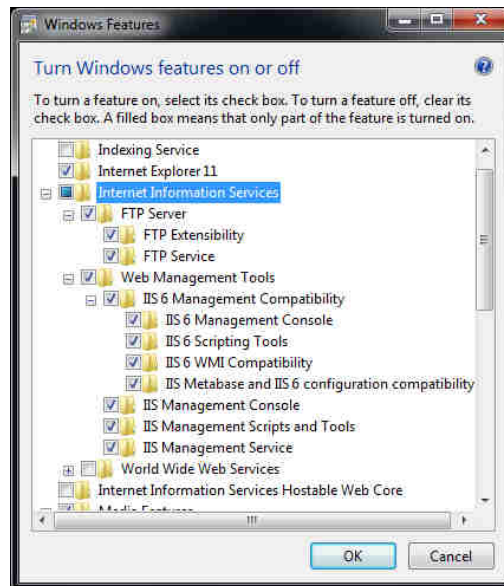 Windows Features
Turn Windows features on or off
To turn a feature on, select its check box. To turn a feature off, clear its
check box. A filled box means that only part of the feature is turned on.
Indexing Service
Internet Explorer 11
Internet Information Services
FTP Server
FTP Extensibility
FTP Service
Web Management Tools
IIS 6 Management Compatibility
IIS 6 Management Console
IIS 6 Scripting Tools
IIS 6 WMI Compatibility
IIS Metabase and IIS 6 configuration compatibility
IIS Management Console
IIS Management Scripts and Tools
IIS Management Service
World Wide Web Services
Internet Information Services Hostable Web Core
Media Features
OK
Cancel